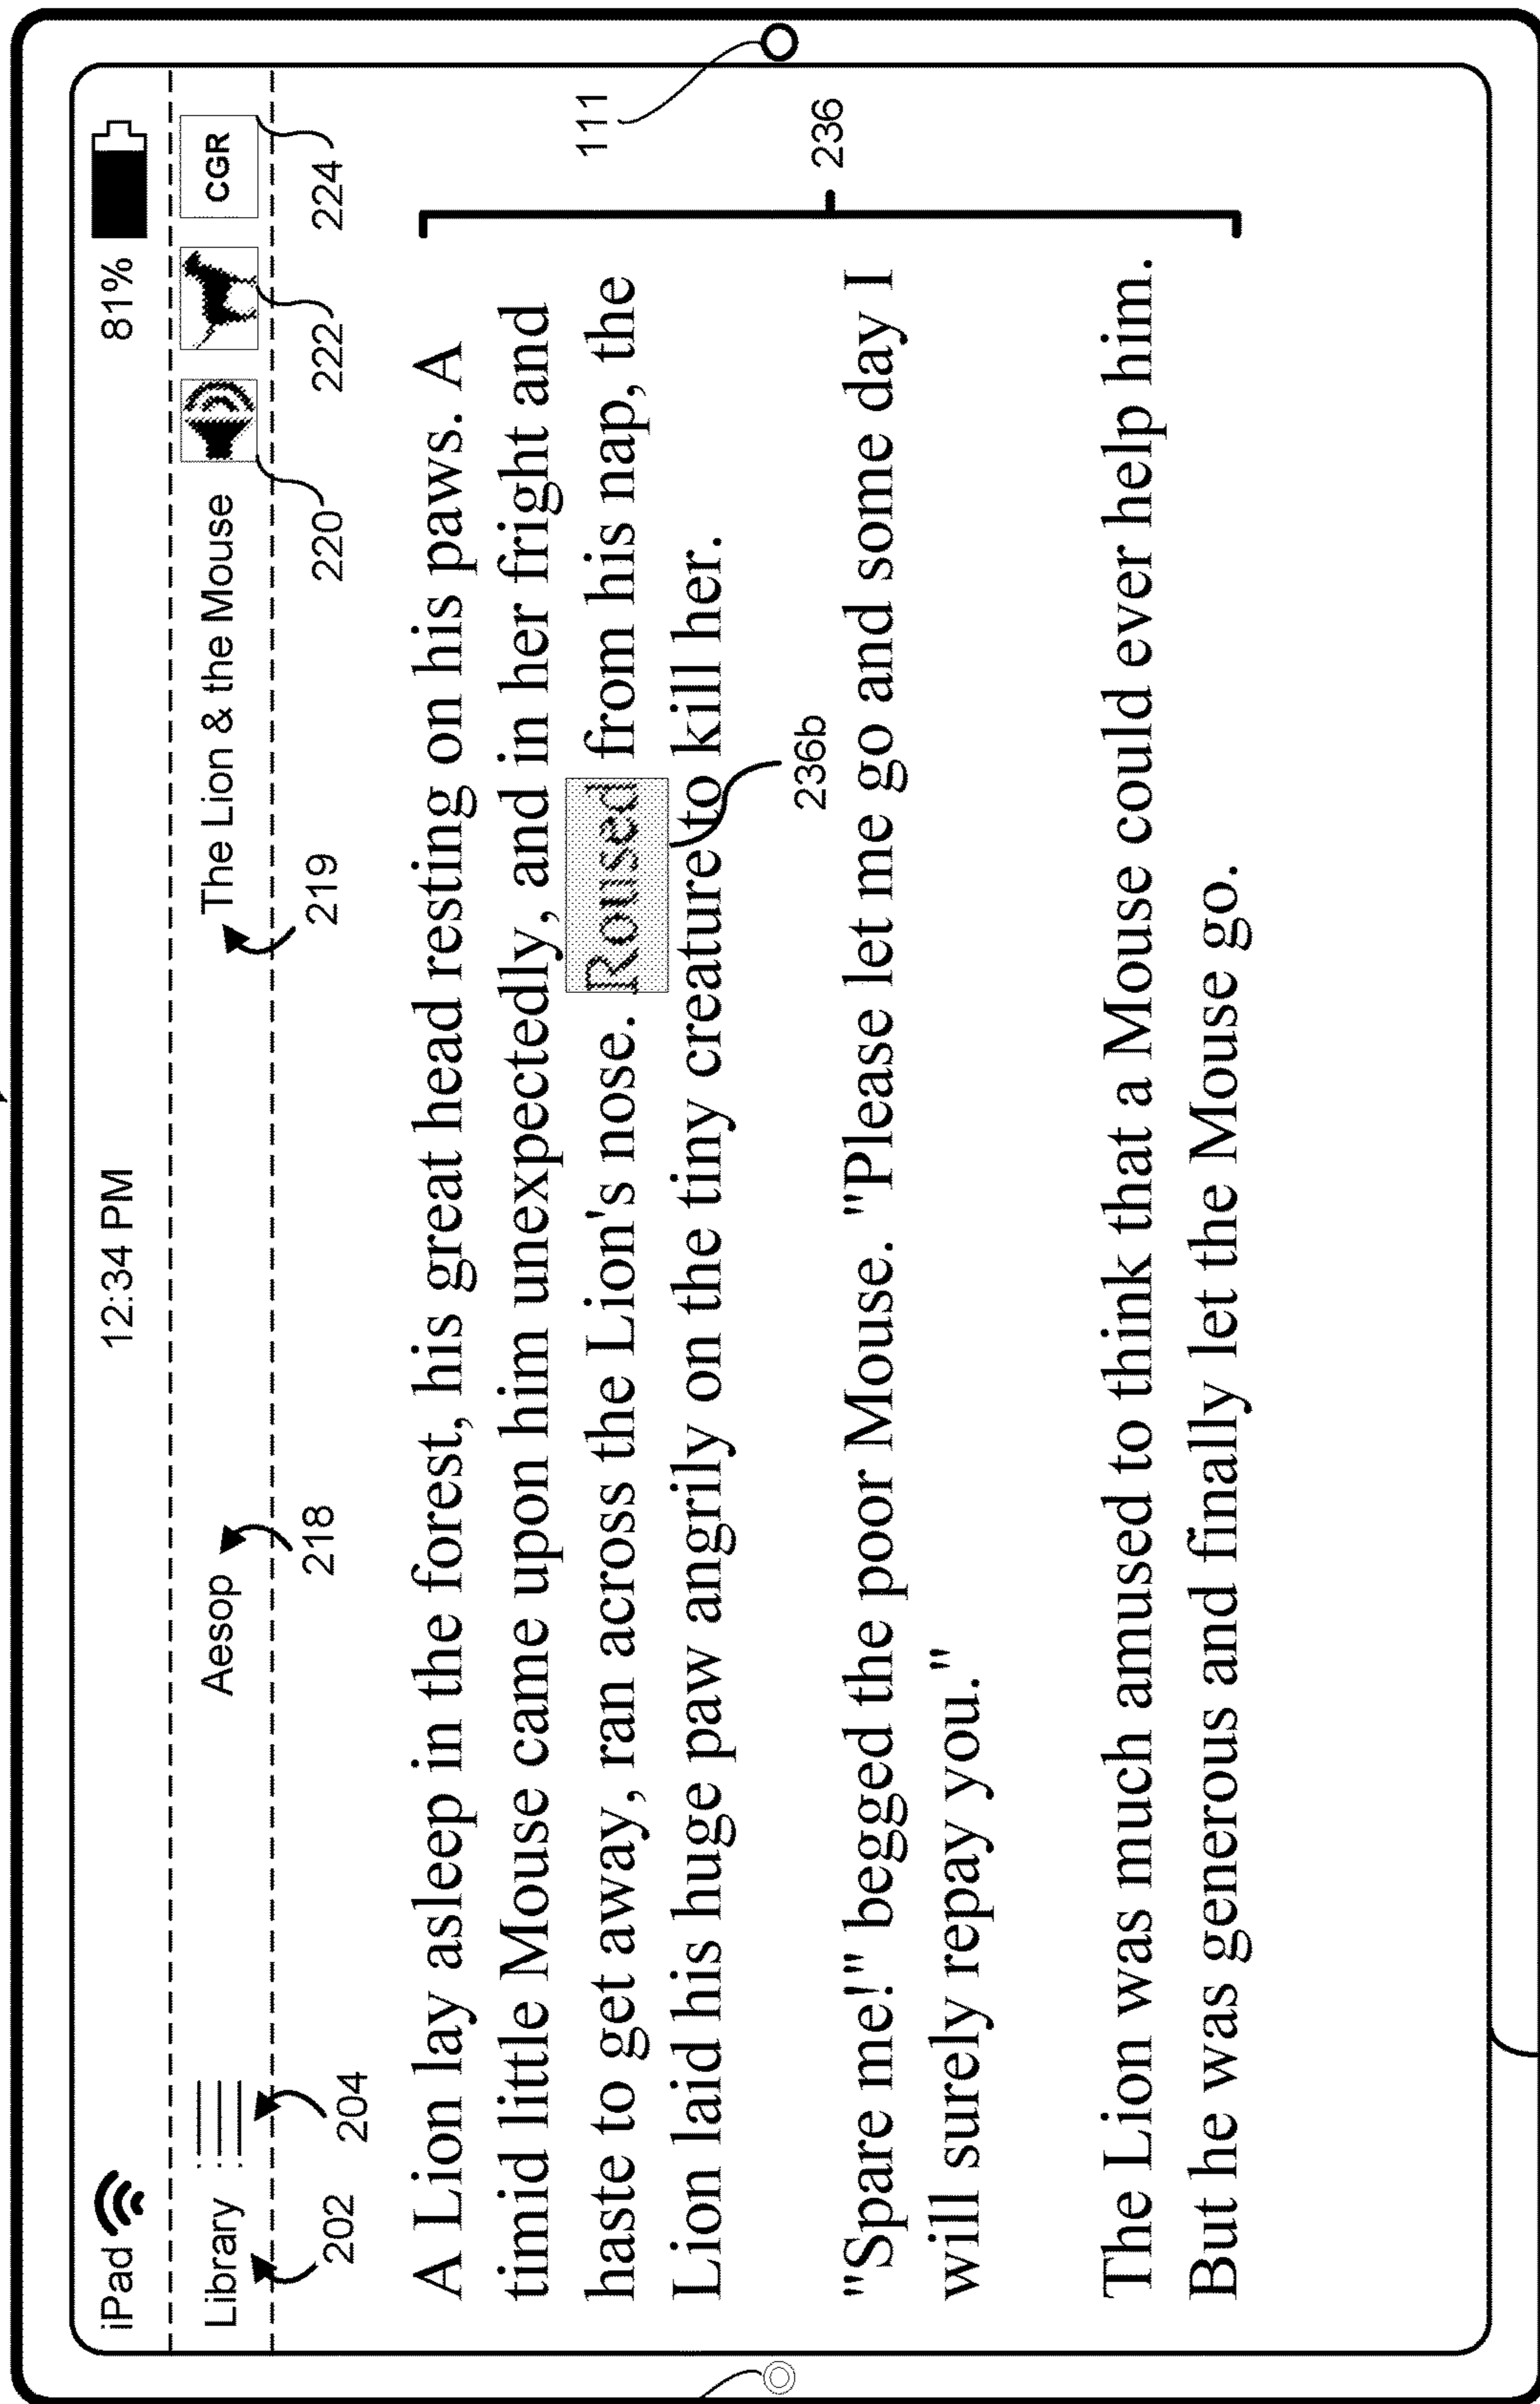 iPad 12:34 PM 81%
Library Aesop The Lion & the Mouse CGR
202 204 218 219 220 222 224
A Lion lay asleep in the forest, his great head resting on his paws. A
timid little Mouse came upon him unexpectedly, and in her fright and
haste to get away, ran across the Lion's nose. Roused from his nap, the
Lion laid his huge paw angrily on the tiny creature to kill her.
111
236b
236
"Spare me!" begged the poor Mouse. "Please let me go and some day I
will surely repay you."
The Lion was much amused to think that a Mouse could ever help him.
But he was generous and finally let the Mouse go.